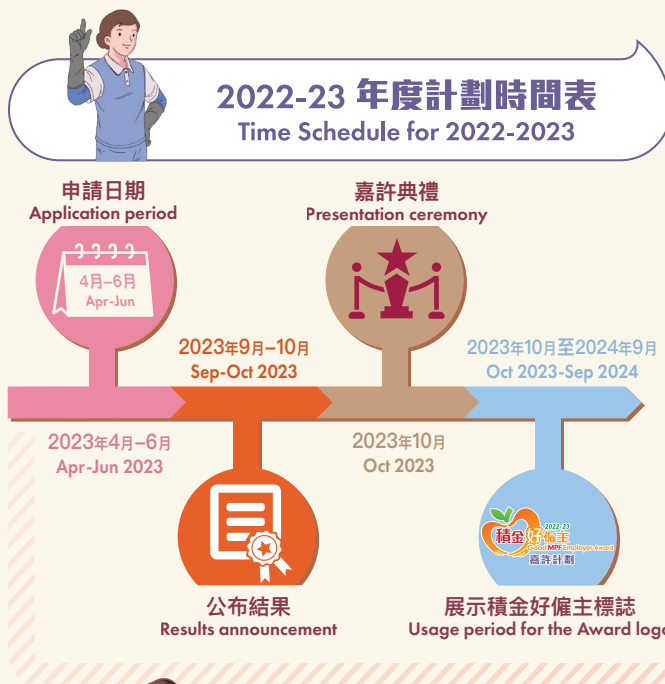 2022-23 年度計劃時間表
Time Schedule for 2022-2023
申請日期
Application period
4月–6月
Apr-Jun
2023年4月–6月
Apr-Jun 2023
2023年9月–10月
Sep-Oct 2023
公布結果
Results announcement
嘉許典禮
Presentation ceremony
2023年10月
Oct 2023
2023年10月至2024年9月
Oct 2023-Sep 2024
2022-23
積金好僱主
Good MPF Employer Award
嘉許計劃
展示積金好僱主標誌
Usage period for the Award logo